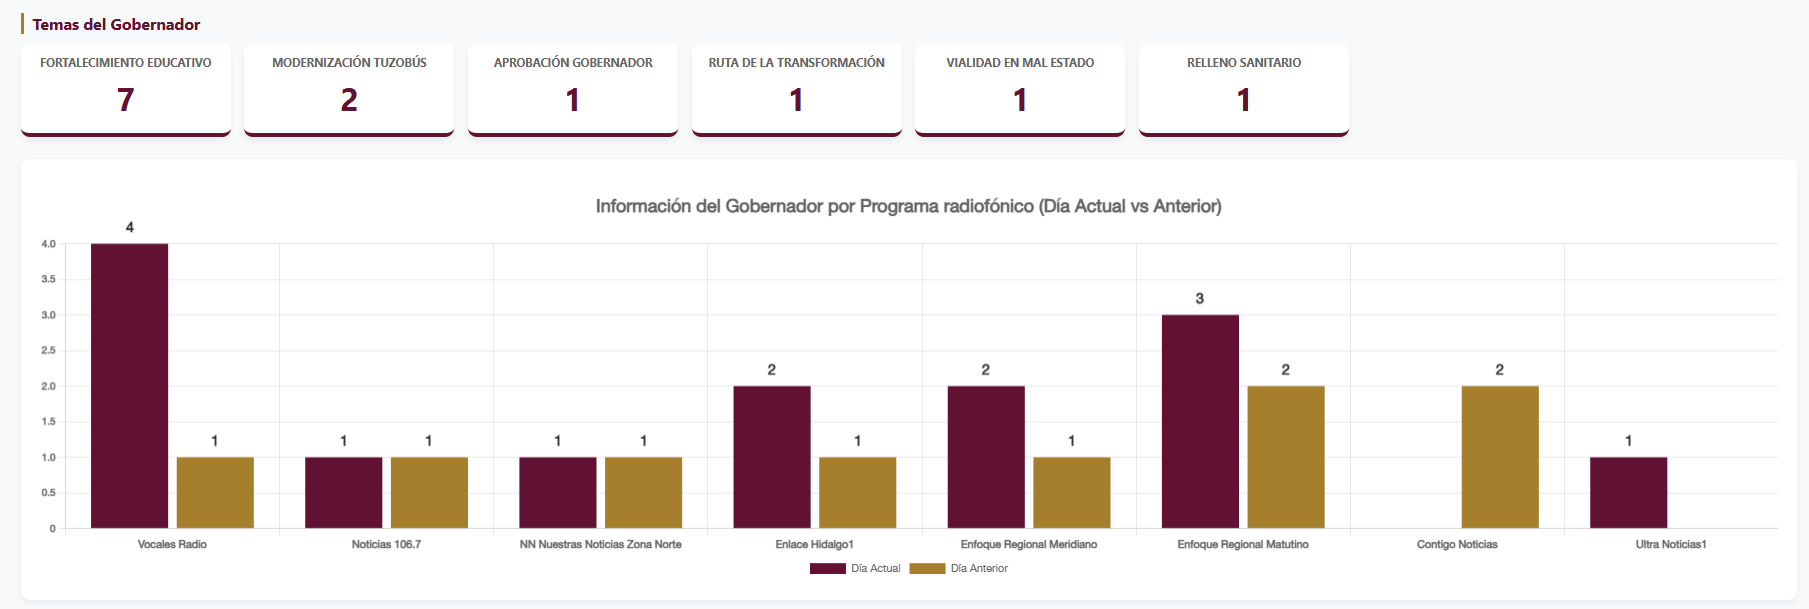 Temas del Gobernador
FORTALECIMIENTO EDUCATIVO
7
MODERNIZACIÓN TUZOBÚS
2
APROBACIÓN GOBERNADOR
1
RUTA DE LA TRANSFORMACIÓN
1
VIALIDAD EN MAL ESTADO
1
RELLENO SANITARIO
1
Información del Gobernador por Programa radiofónico (Día Actual vs Anterior)
4.0
3.5
3.0
2.5
2.0
1.5
1.0
0.5
0
4
1
1
1
1
1
2
1
2
1
3
2
2
1
Vocales Radio
Noticias 106.7
NN Nuestras Noticias Zona Norte
Enlace Hidalgo1
Enfoque Regional Meridiano
Enfoque Regional Matutino
Contigo Noticias
Ultra Noticias1
Día Actual
Día Anterior